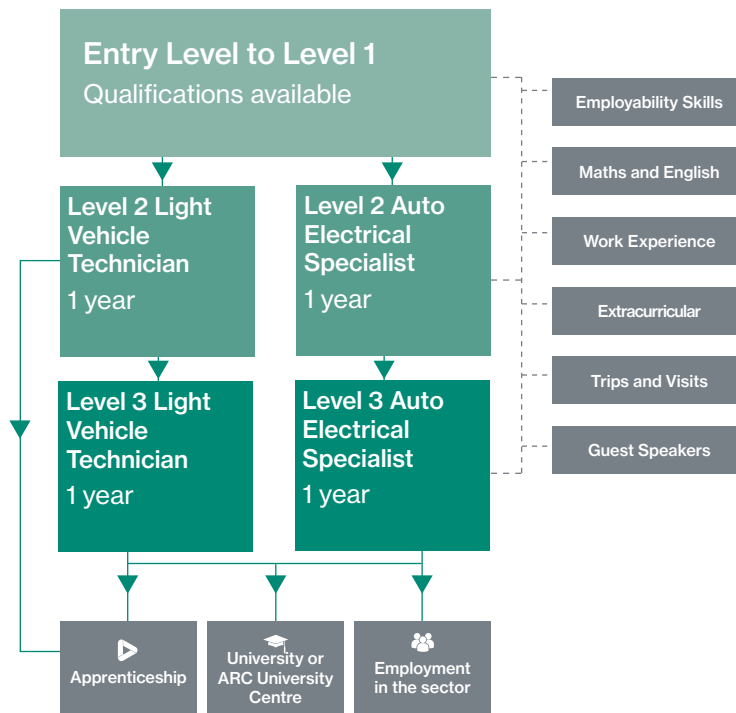 Entry Level to Level 1
Qualifications available
Employability Skills
Maths and English
Work Experience
Extracurricular
Trips and Visits
Guest Speakers
Level 2 Light
Vehicle
Technician
1 year
Level 2 Auto
Electrical
Specialist
1 year
Level 3 Light
Vehicle
Technician
1 year
Level 3 Auto
Electrical
Specialist
1 year
Apprenticeship
University or
ARC University
Centre
Employment
in the sector